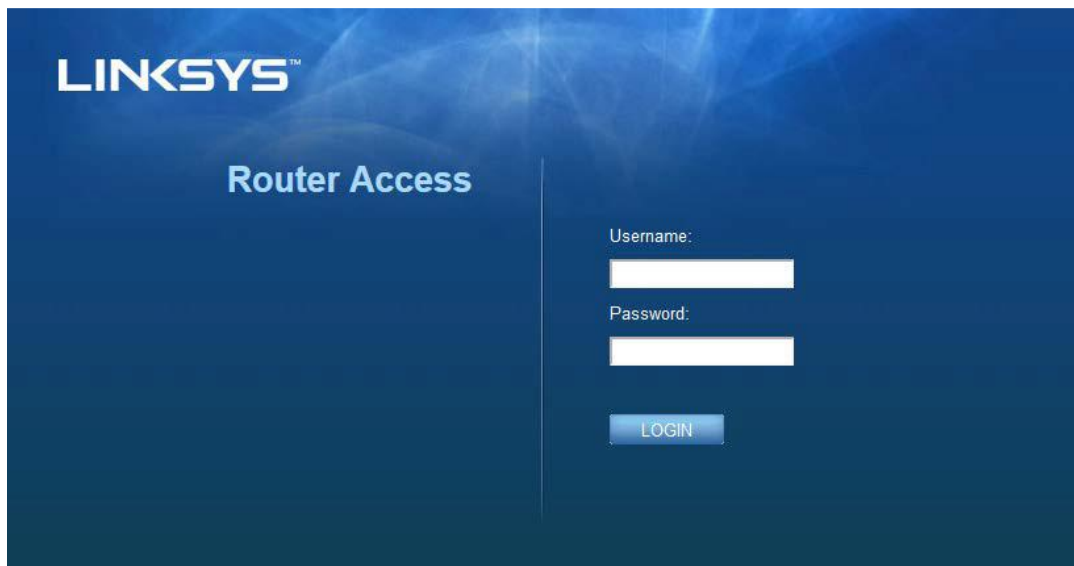 LINKSYS™
Router Access
Username:
Password:
LOGIN